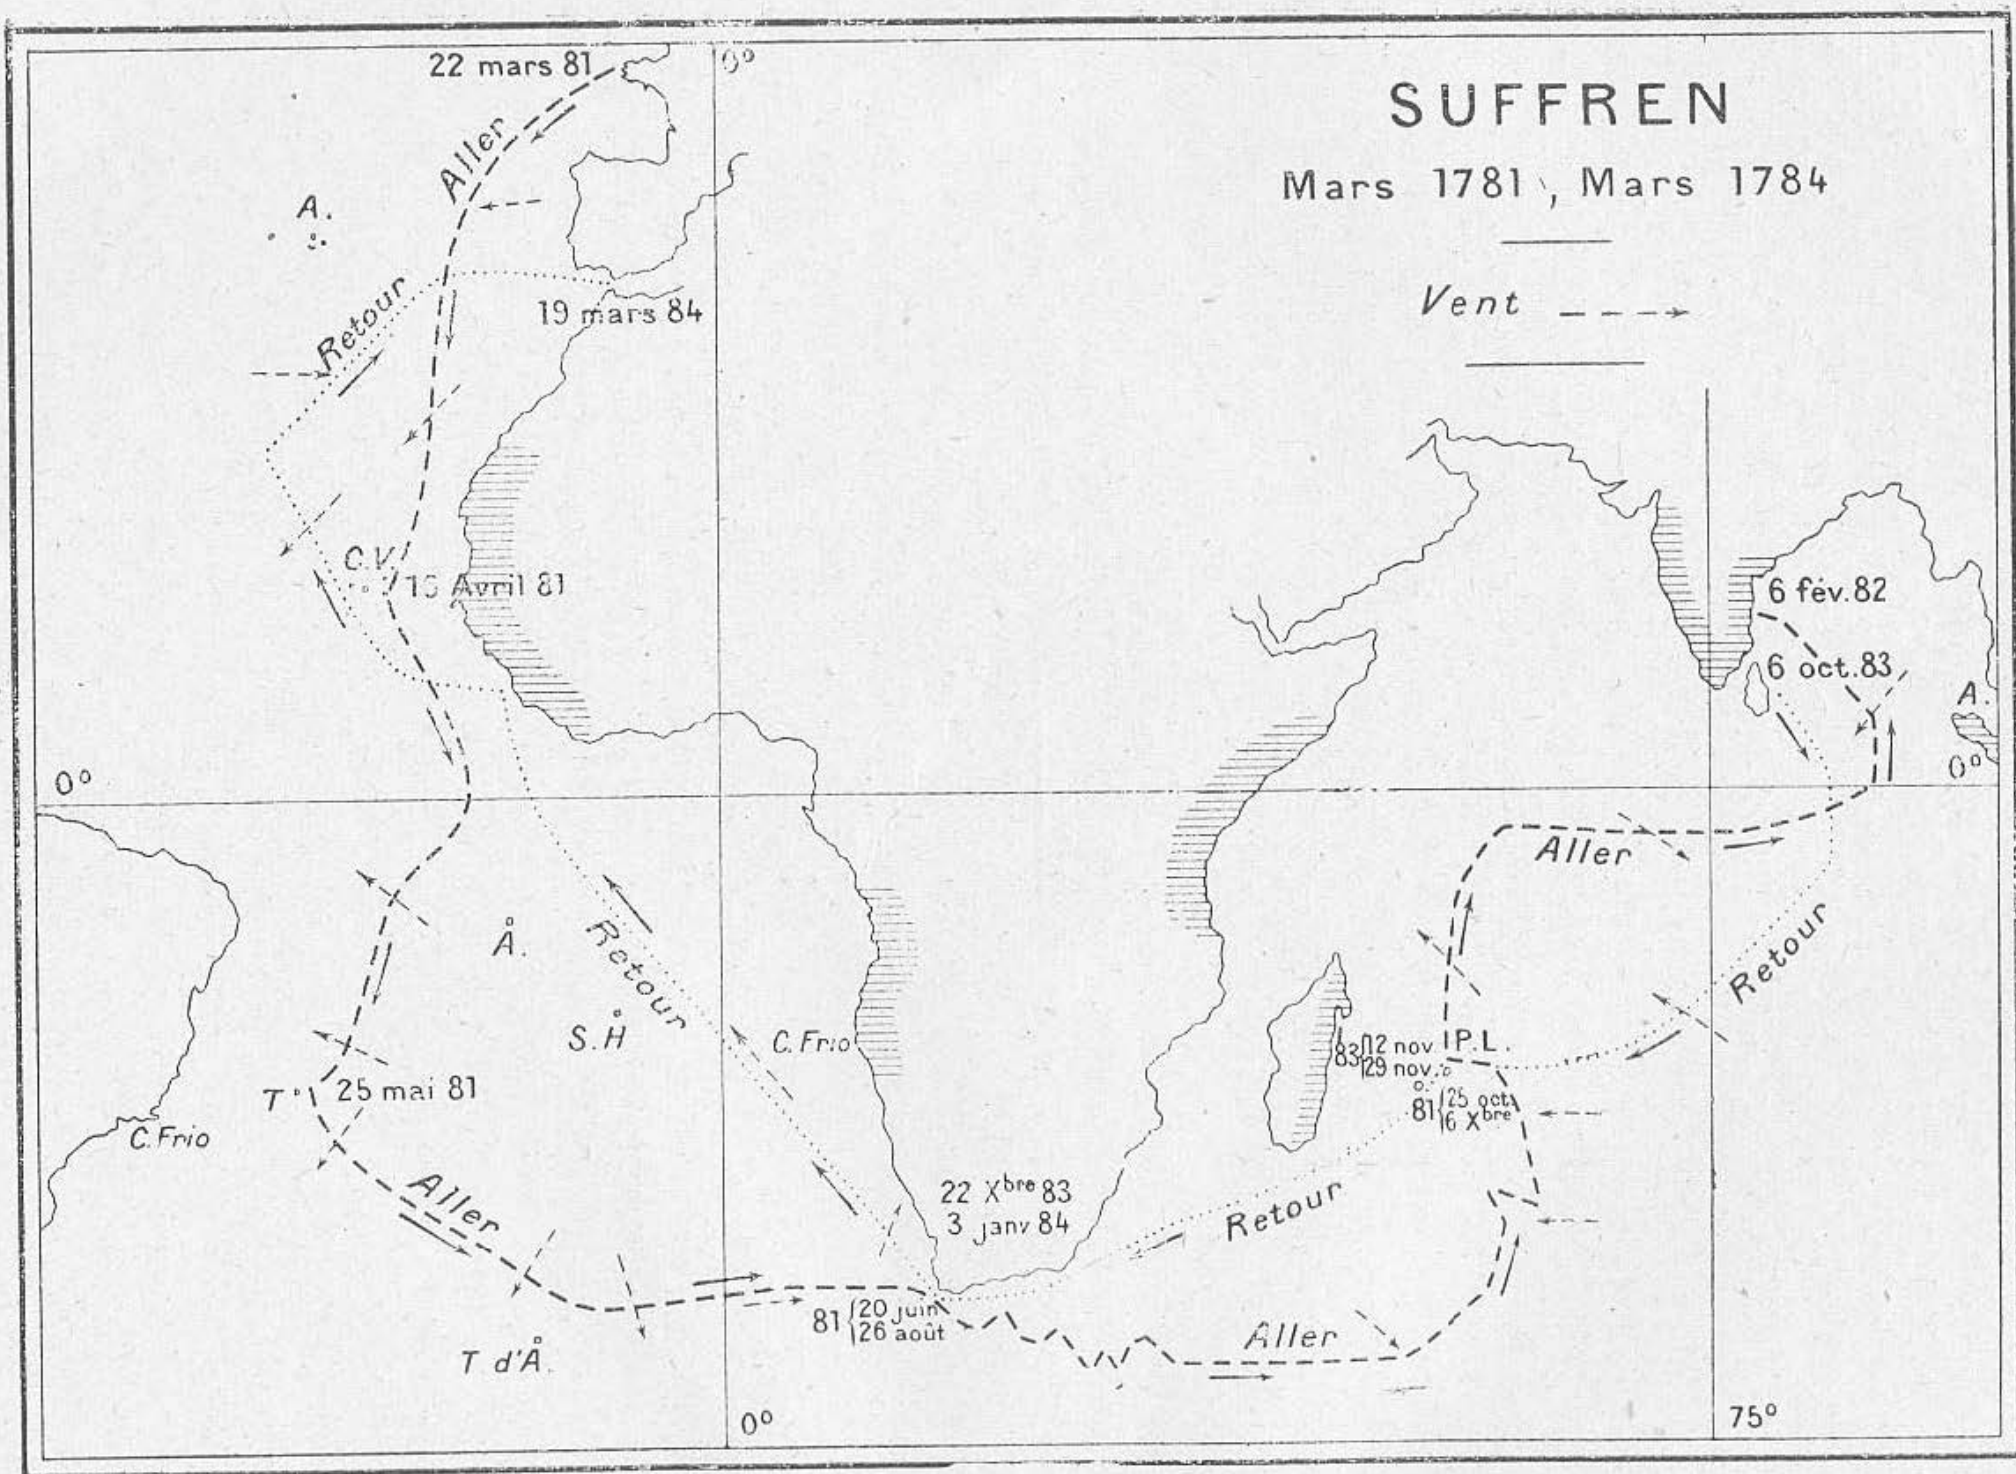 22 mars 81
0°
SUFFREN
Mars 1781, Mars 1784
Vent
Aller
A.
Retour
19 mars 84
C.V.
Avril 81
6 fév. 82
6 oct. 83
A.
0°
0°
Aller
Retour
A.
Retour
S.H
C. Frio
83 12 nov
29 nov.
P.L.
T
25 mai 81
81 25 oct
6 Xbre
C. Frio
Aller
22 Xbre 83
3 janv 84
Retour
81 20 juin
26 août
Aller
T d'A.
0°
75°